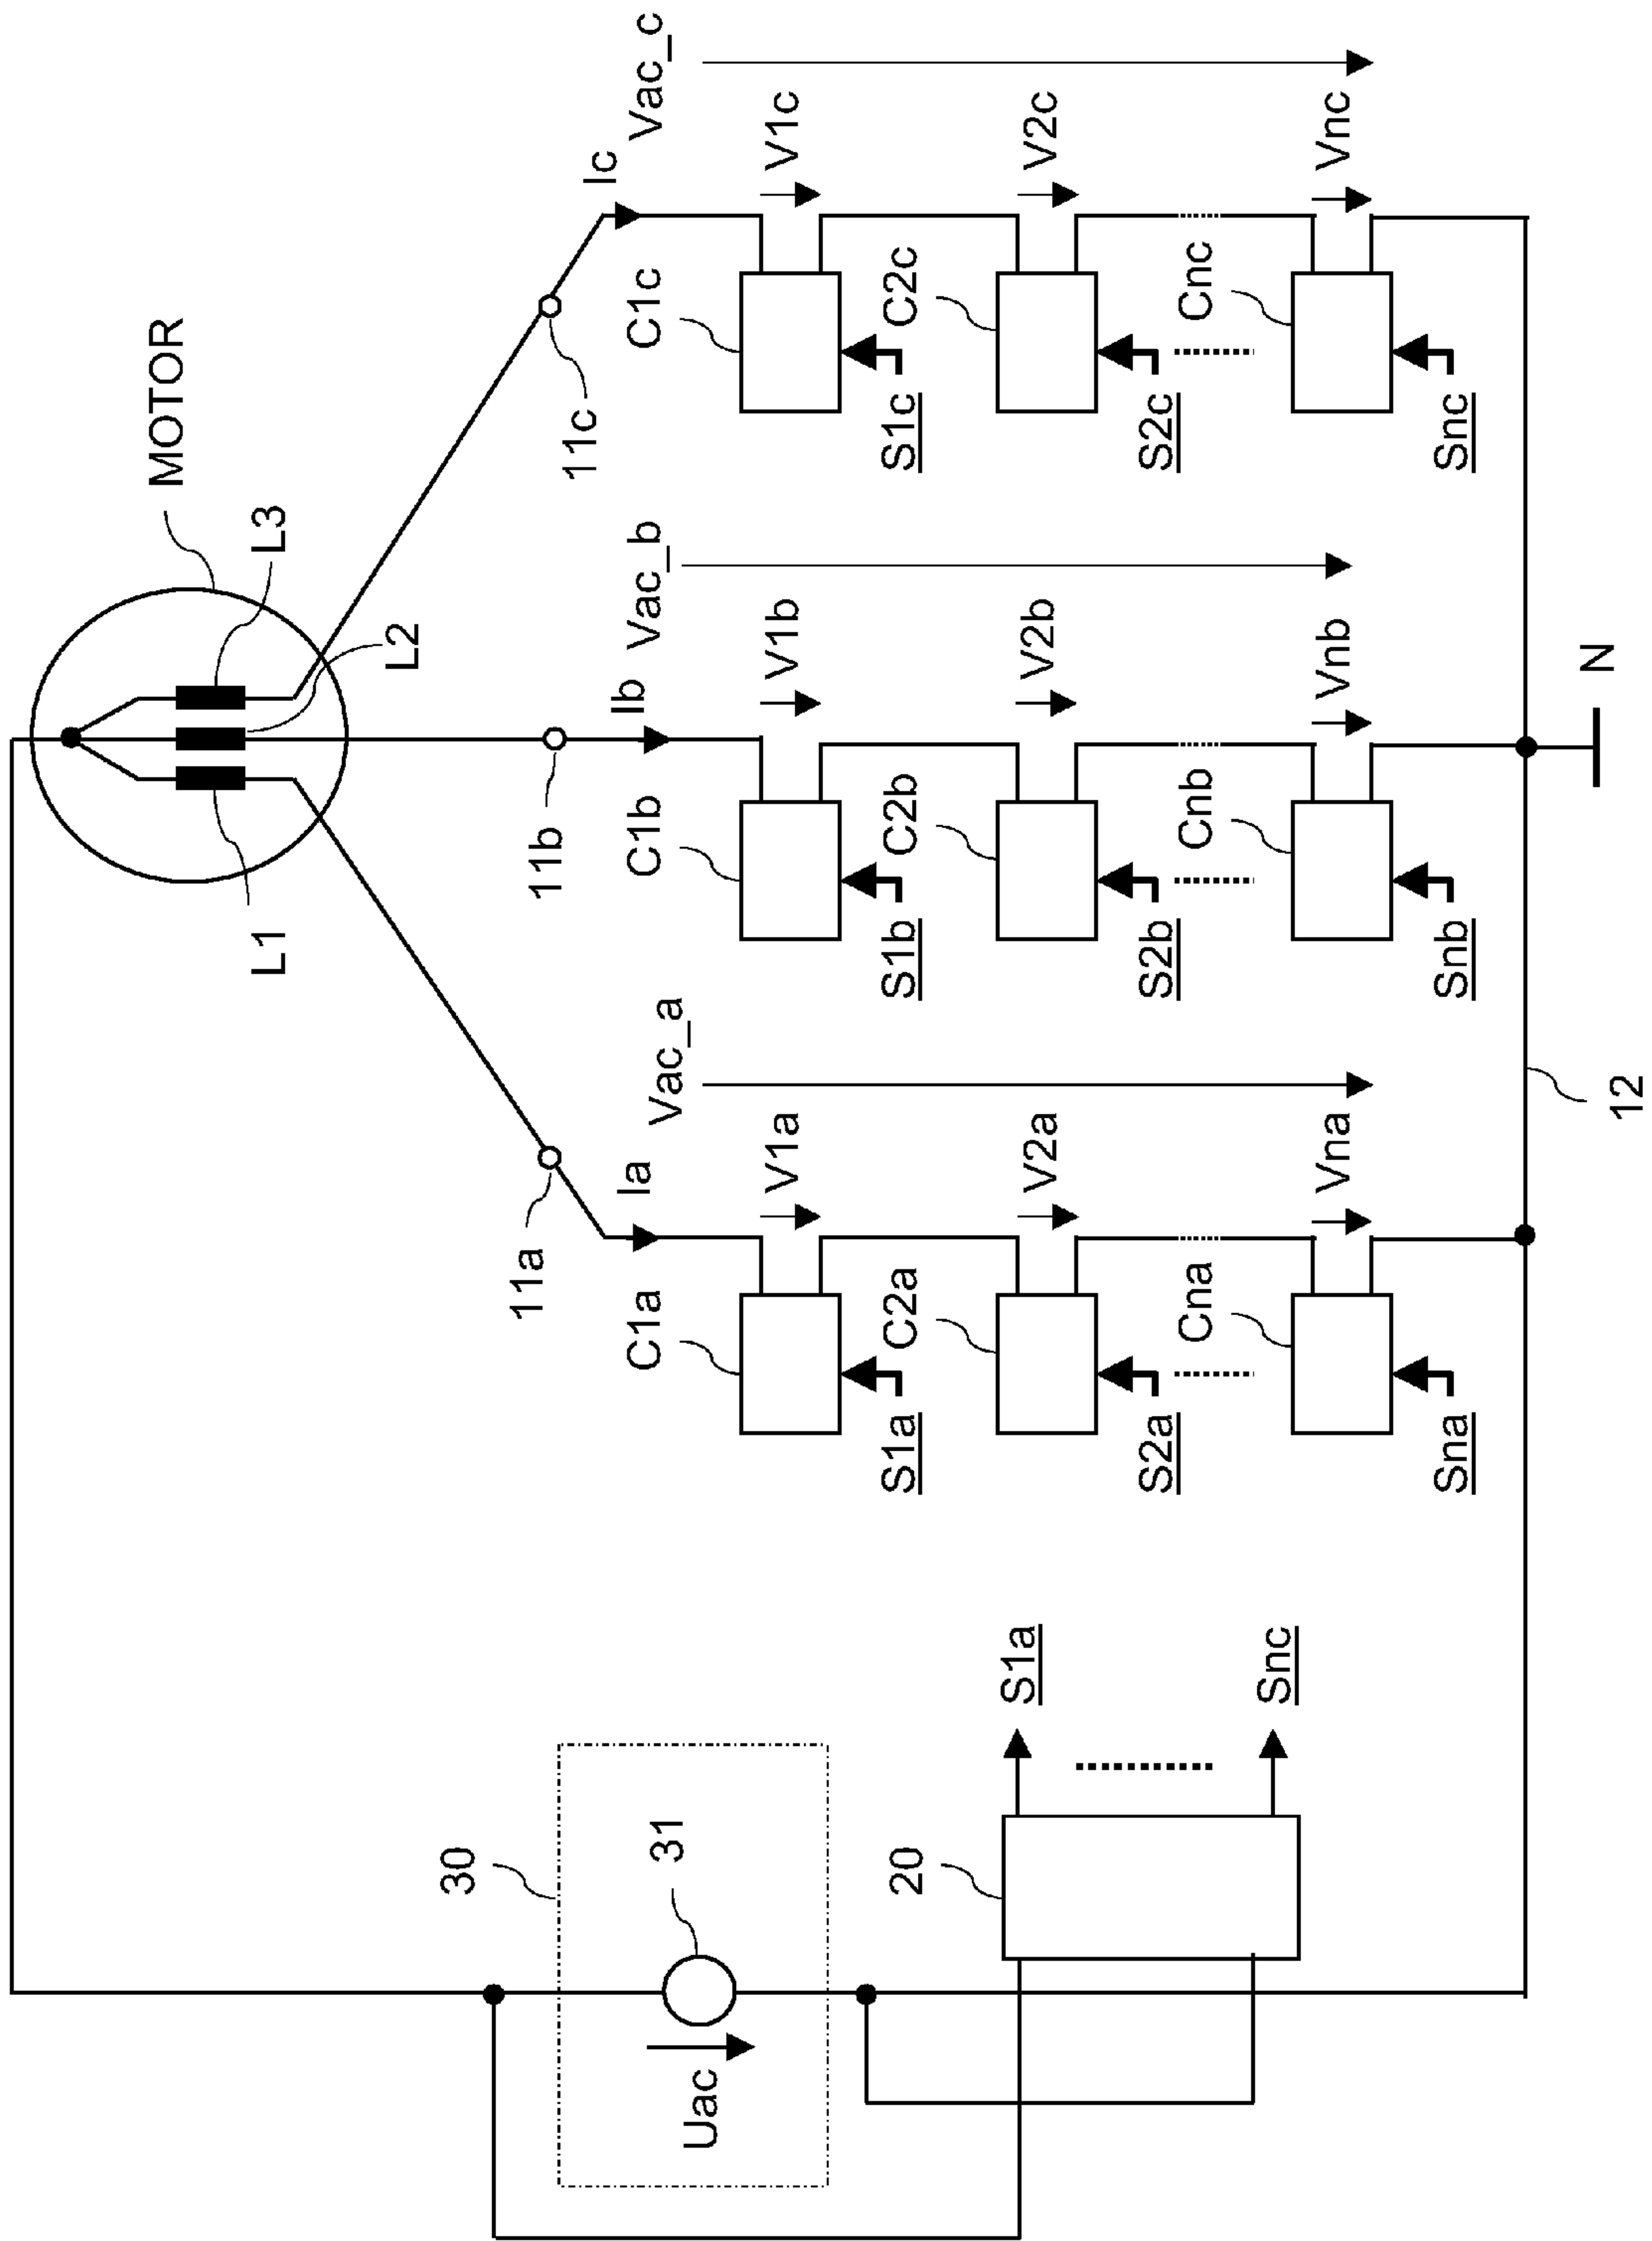 MOTOR
L1
L2
L3
11a
11b
11c
Ia
Ib
Ic
Vac_a
Vac_b
Vac_c
C1a
V1a
S1a
C1b
V1b
S1b
C1c
V1c
S1c
C2a
V2a
S2a
C2b
V2b
S2b
C2c
V2c
S2c
Cna
Vna
Sna
Cnb
Vnb
Snb
Cnc
Vnc
Snc
30
31
Uac
20
S1a
Snc
12
N